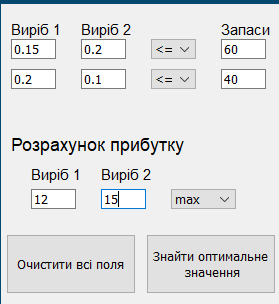 Виріб 1 Виріб 2 Запаси
0.15 0.2 <= 60
0.2 0.1 <= 40
Розрахунок прибутку
Виріб 1 Виріб 2
12 15 max
Очистити всі поля
Знайти оптимальне
значення